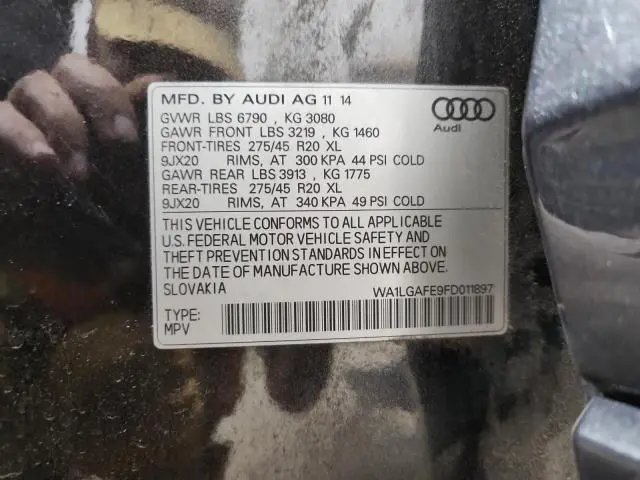 MFD. BY AUDI AG 11 14
GVWR LBS 6790 , KG 3080
GAWR FRONT LBS 3219 , KG 1460
FRONT-TIRES 275/45 R20 XL
9JX20 RIMS, AT 300 KPA 44 PSI COLD
GAWR REAR LBS 3913 , KG 1775
REAR-TIRES 275/45 R20 XL
9JX20 RIMS, AT 340 KPA 49 PSI COLD
Audi
THIS VEHICLE CONFORMS TO ALL APPLICABLE
U.S. FEDERAL MOTOR VEHICLE SAFETY AND
THEFT PREVENTION STANDARDS IN EFFECT ON
THE DATE OF MANUFACTURE SHOWN ABOVE.
SLOVAKIA WA1LGAFE9FD011897
TYPE:
MPV